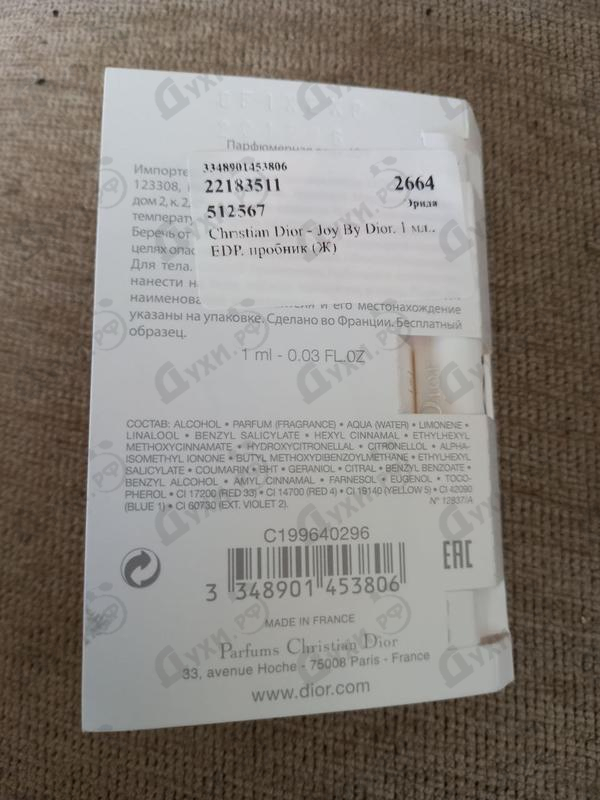 Парфюмерная
Импорте
3348901453806
123308,
22183511 2664
дом 2, к. 2,
512567 Эрида
температу
Christian Dior - Joy By Dior, 1 мл.,
Беречь от
EDP, пробник (Ж)
целях опас
Для тела.
нанести на
наименова и его местонахождение
указаны на упаковке. Сделано во Франции. Бесплатный
образец.
1 ml - 0.03 FL.OZ
Dior
СОСТАВ: ALCOHOL • PARFUM (FRAGRANCE) • AQUA (WATER) • LIMONENE •
LINALOOL • BENZYL SALICYLATE • HEXYL CINNAMAL • ETHYLHEXYL
METHOXYCINNAMATE • HYDROXYCITRONELLAL • CITRONELLOL • ALPHA-
ISOMETHYL IONONE • BUTYL METHOXYDIBENZOYLMETHANE • ETHYLHEXYL
SALICYLATE • COUMARIN • BHT • GERANIOL • CITRAL • BENZYL BENZOATE •
BENZYL ALCOHOL • AMYL CINNAMAL • FARNESOL • EUGENOL • TOCO-
PHEROL • CI 17200 (RED 33) • CI 14700 (RED 4) • CI 19140 (YELLOW 5) • CI 42090
(BLUE 1) • CI 60730 (EXT. VIOLET 2). N° 12837/A
C199640296
EAC
3 348901 453806
MADE IN FRANCE
Parfums Christian Dior
33, avenue Hoche - 75008 Paris - France
www.dior.com
Духи.рф